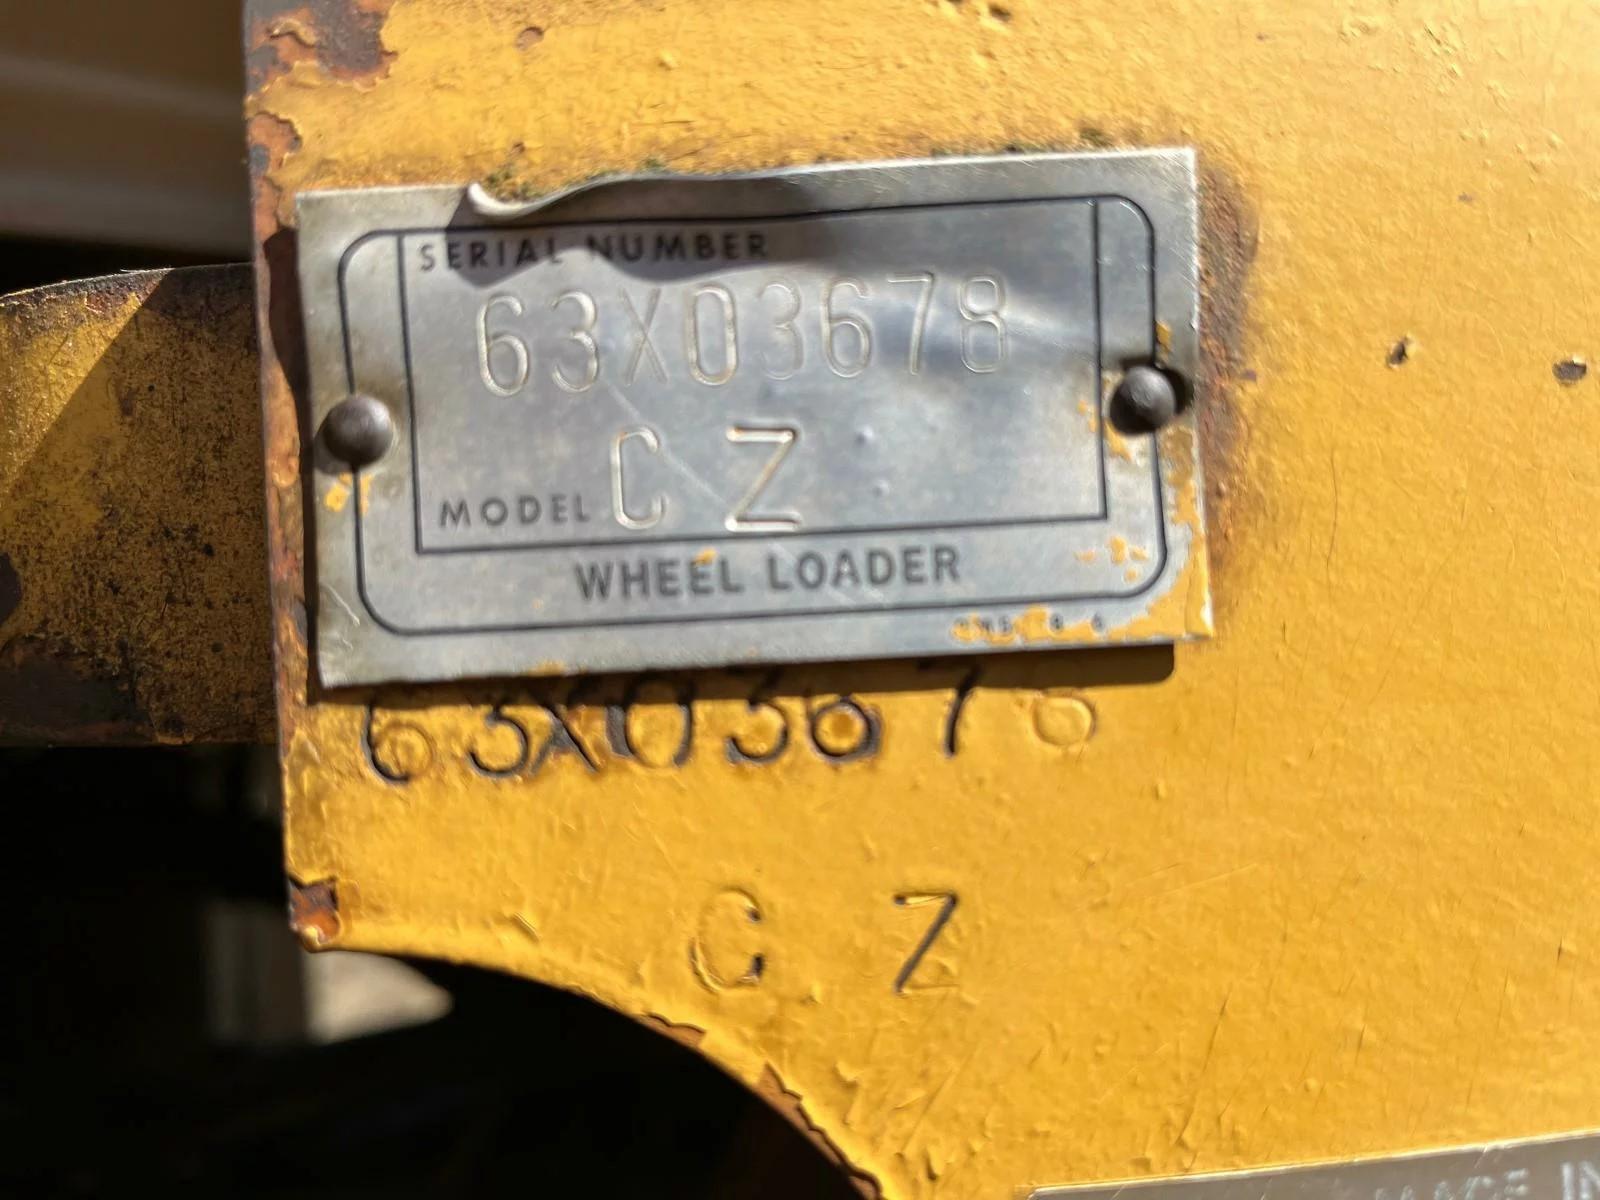 SERIAL NUMBER
63X03678
MODEL C Z
WHEEL LOADER
63X03678
C Z